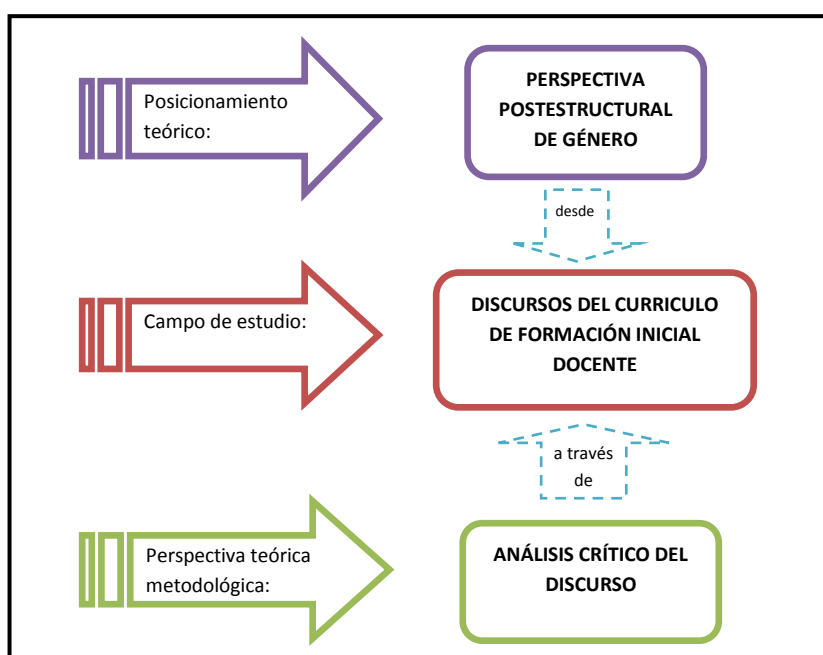 Posicionamiento
teórico:
PERSPECTIVA
POSTESTRUCTURAL
DE GÉNERO
desde
Campo de estudio:
DISCURSOS DEL CURRICULO
DE FORMACIÓN INICIAL
DOCENTE
a través
de
Perspectiva teórica
metodológica:
ANÁLISIS CRÍTICO DEL
DISCURSO